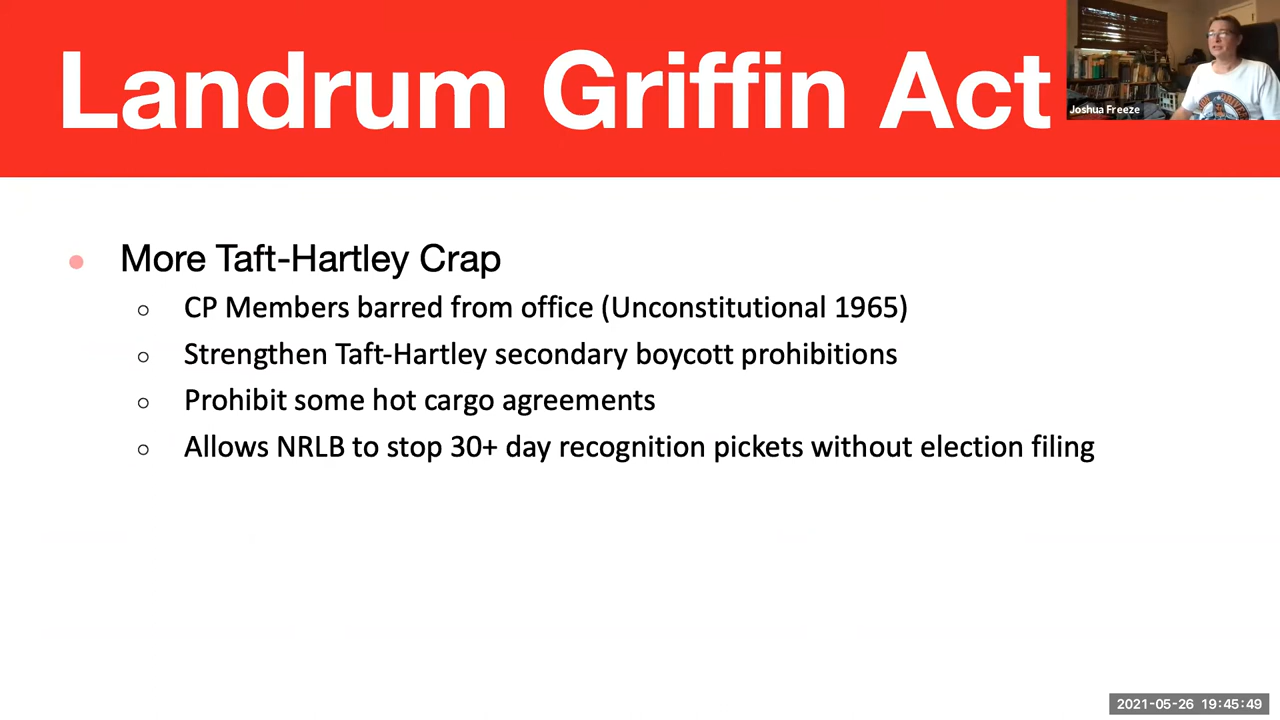 Landrum Griffin Act
Joshua Freeze
More Taft-Hartley Crap
CP Members barred from office (Unconstitutional 1965)
Strengthen Taft-Hartley secondary boycott prohibitions
Prohibit some hot cargo agreements
Allows NRLB to stop 30+ day recognition pickets without election filing
2021-05-26 19:45:49